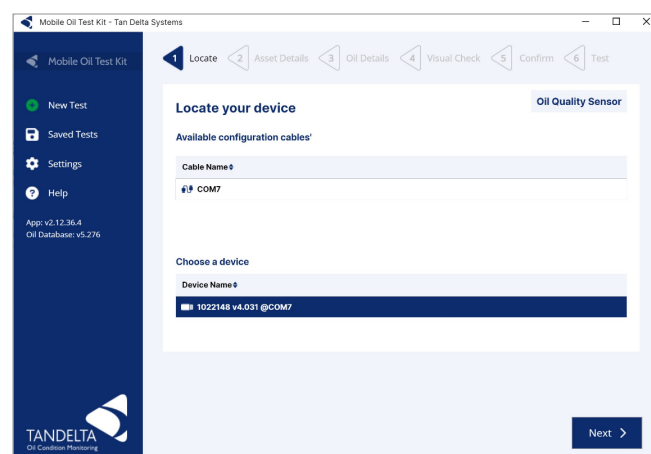 Mobile Oil Test Kit - Tan Delta Systems
Mobile Oil Test Kit
1 Locate 2 Asset Details 3 Oil Details 4 Visual Check 5 Confirm 6 Test
New Test
Saved Tests
Settings
Help
App: v2.12.36.4
Oil Database: v5.276
Locate your device
Oil Quality Sensor
Available configuration cables'
Cable Name
COM7
Choose a device
Device Name
1022148 v4.031 @COM7
TANDELTA
Oil Condition Monitoring
Next